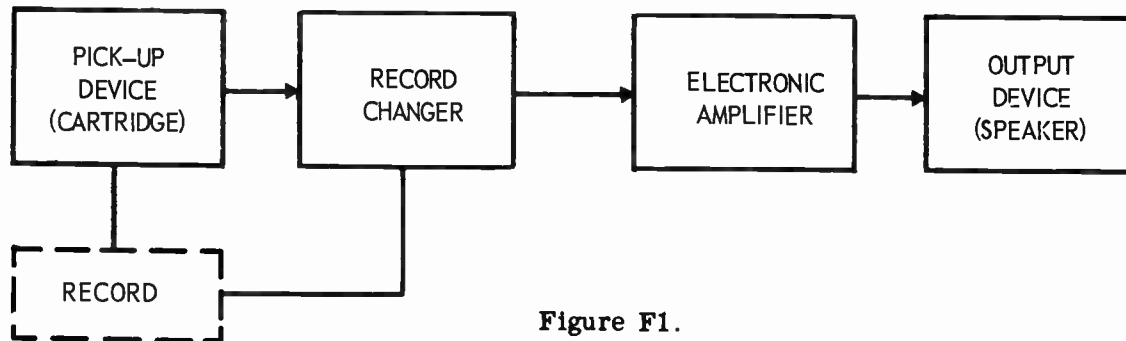 PICK-UP
DEVICE
(CARTRIDGE)
RECORD
CHANGER
ELECTRONIC
AMPLIFIER
OUTPUT
DEVICE
(SPEAKER)
RECORD
Figure F1.